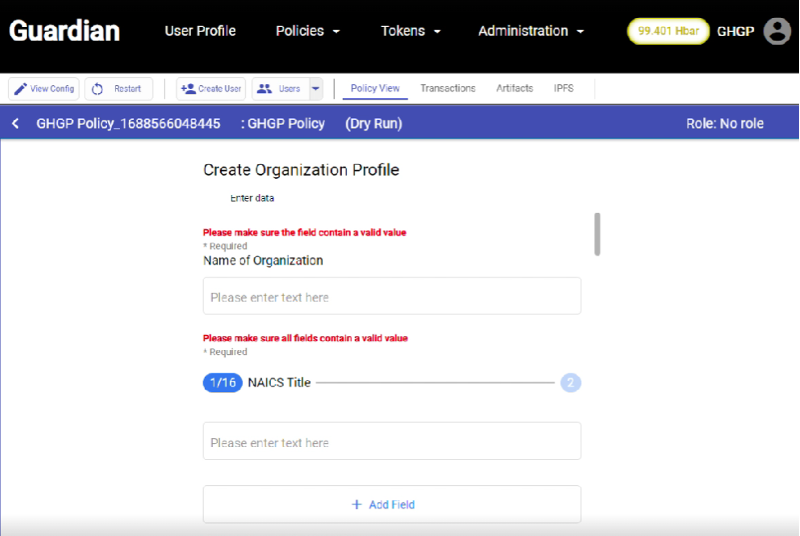 Guardian User Profile Policies Tokens Administration 99.401 Hbar GHGP
View Config Restart Create User Users Policy View Transactions Artifacts IPFS
GHGP Policy_1688566048445 : GHGP Policy (Dry Run) Role: No role
Create Organization Profile
Enter data
Please make sure the field contain a valid value
* Required
Name of Organization
Please enter text here
Please make sure all fields contain a valid value
* Required
1/16 NAICS Title 2
Please enter text here
+ Add Field